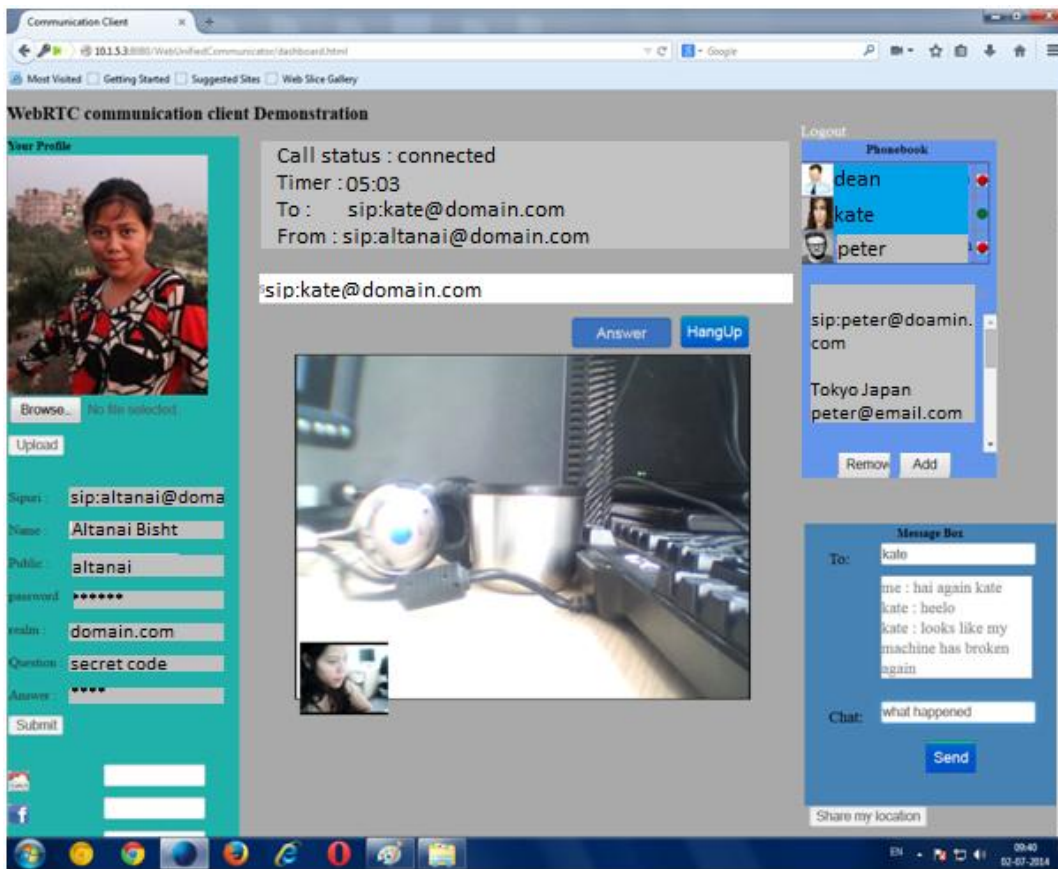 Communication Client
10.1.5.3:8080/WebUnifiedCommunicator/dashboard.html
Google
Most Visited Getting Started Suggested Sites Web Slice Gallery
WebRTC communication client Demonstration
Logout
Your Profile
Browse..
No file selected.
Upload
Sipuri :
sip:altanai@doma
Name :
Altanai Bisht
Public :
altanai
password
******
realm :
domain.com
Question :
secret code
Answer :
****
Submit
Call status : connected
Timer : 05:03
To : sip:kate@domain.com
From : sip:altanai@domain.com
sip:kate@domain.com
Answer
HangUp
Phonebook
dean
kate
peter
sip:peter@doamin.
com
Tokyo Japan
peter@email.com
Remov
Add
Message Box
To:
kate
me : hai again kate
kate : heelo
kate : looks like my
machine has broken
again
Chat:
what happened
Send
Share my location
EN
09:40
02-07-2014